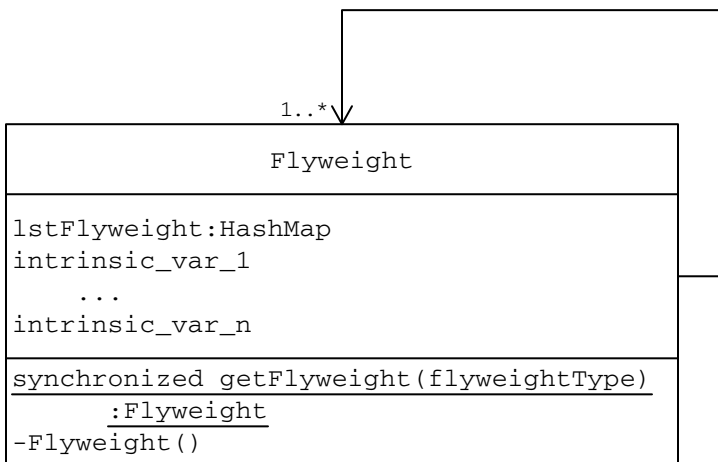 1..*
Flyweight
lstFlyweight:HashMap
intrinsic_var_1
...
intrinsic_var_n
synchronized getFlyweight(flyweightType)
:Flyweight
-Flyweight()